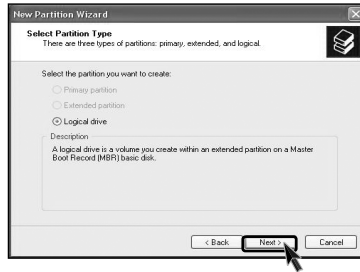 New Partition Wizard
Select Partition Type
There are three types of partitions: primary, extended, and logical.
Select the partition you want to create:
Primary partition
Extended partition
Logical drive
Description
A logical drive is a volume you create within an extended partition on a Master
Boot Record (MBR) basic disk.
< Back Next > Cancel